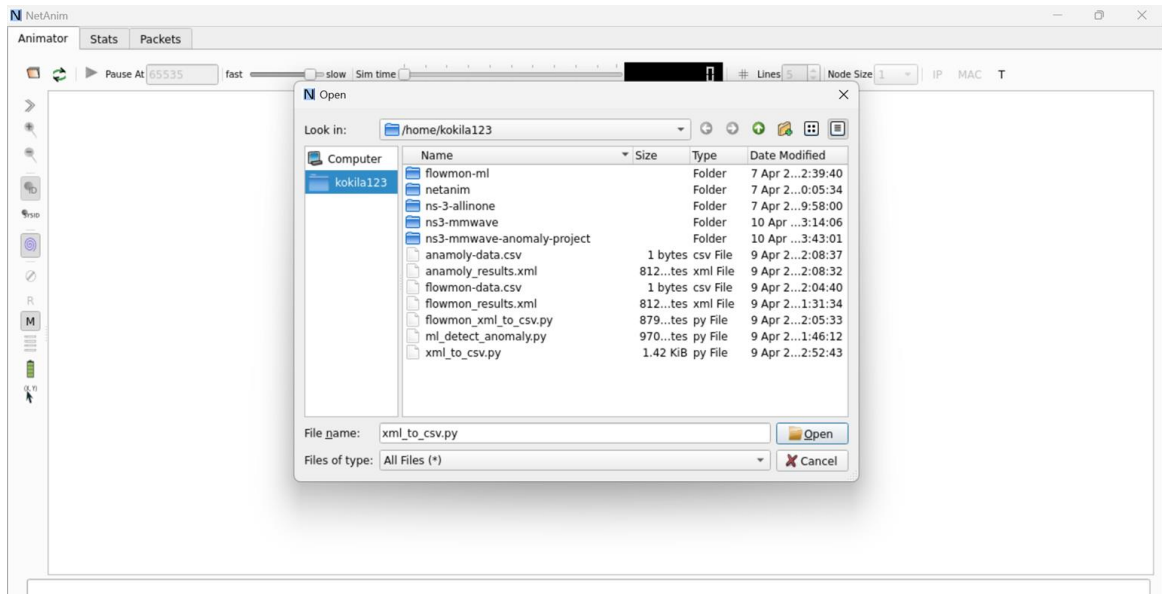 NetAnim
Animator Stats Packets
Pause At 65535 fast slow Sim time 0 # Lines 5 Node Size 1 IP MAC T
Open
Look in: /home/kokila123
Computer
kokila123
Name Size Type Date Modified
flowmon-ml Folder 7 Apr 2...2:39:40
netanim Folder 7 Apr 2...0:05:34
ns-3-allinone Folder 7 Apr 2...9:58:00
ns3-mmwave Folder 10 Apr ...3:14:06
ns3-mmwave-anomaly-project Folder 10 Apr ...3:43:01
anamoly-data.csv 1 bytes csv File 9 Apr 2...2:08:37
anamoly_results.xml 812...tes xml File 9 Apr 2...2:08:32
flowmon-data.csv 1 bytes csv File 9 Apr 2...2:04:40
flowmon_results.xml 812...tes xml File 9 Apr 2...1:31:34
flowmon_xml_to_csv.py 879...tes py File 9 Apr 2...2:05:33
ml_detect_anomaly.py 970...tes py File 9 Apr 2...1:46:12
xml_to_csv.py 1.42 KiB py File 9 Apr 2...2:52:43
File name: xml_to_csv.py Open
Files of type: All Files (*) Cancel
ID
SYSID
R
M
(X,Y)